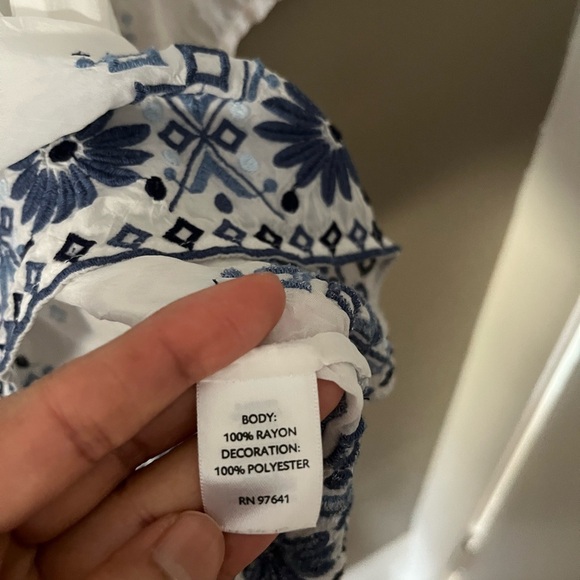 BODY:
100% RAYON
DECORATION:
100% POLYESTER
RN 97641